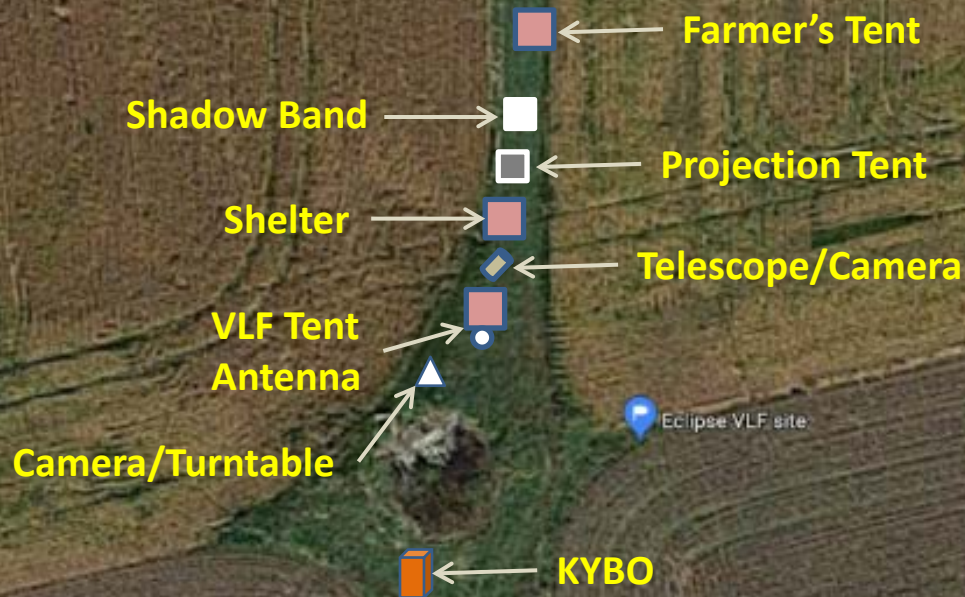 Farmer’s Tent
Shadow Band
Projection Tent
Shelter
Telescope/Camera
VLF Tent
Antenna
Eclipse VLF site
Camera/Turntable
KYBO